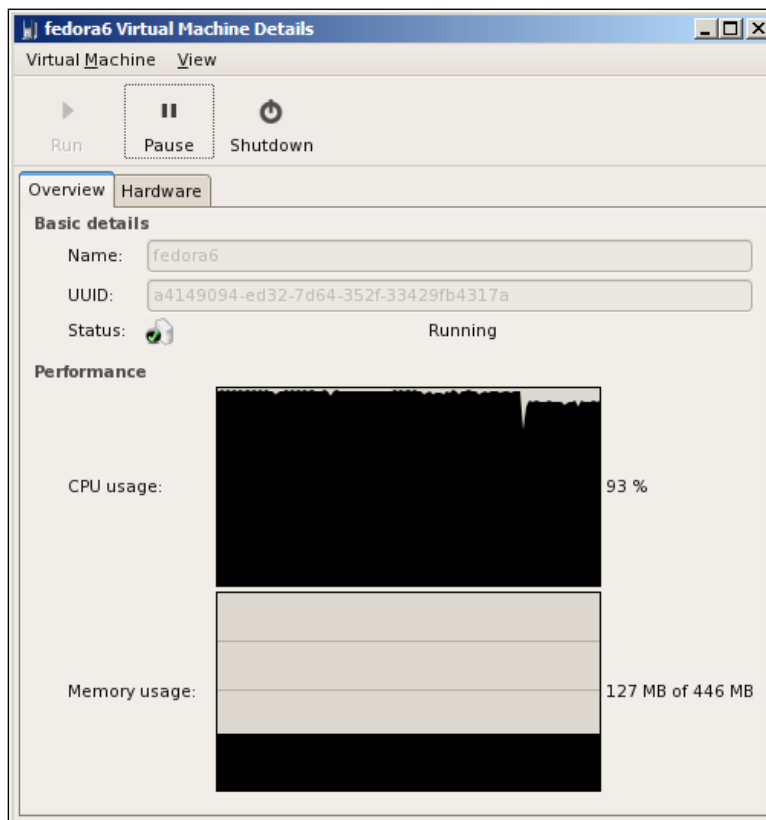 fedora6 Virtual Machine Details
Virtual Machine View
Run Pause Shutdown
Overview Hardware
Basic details
Name: fedora6
UUID: a4149094-ed32-7d64-352f-33429fb4317a
Status: Running
Performance
CPU usage: 93 %
Memory usage: 127 MB of 446 MB